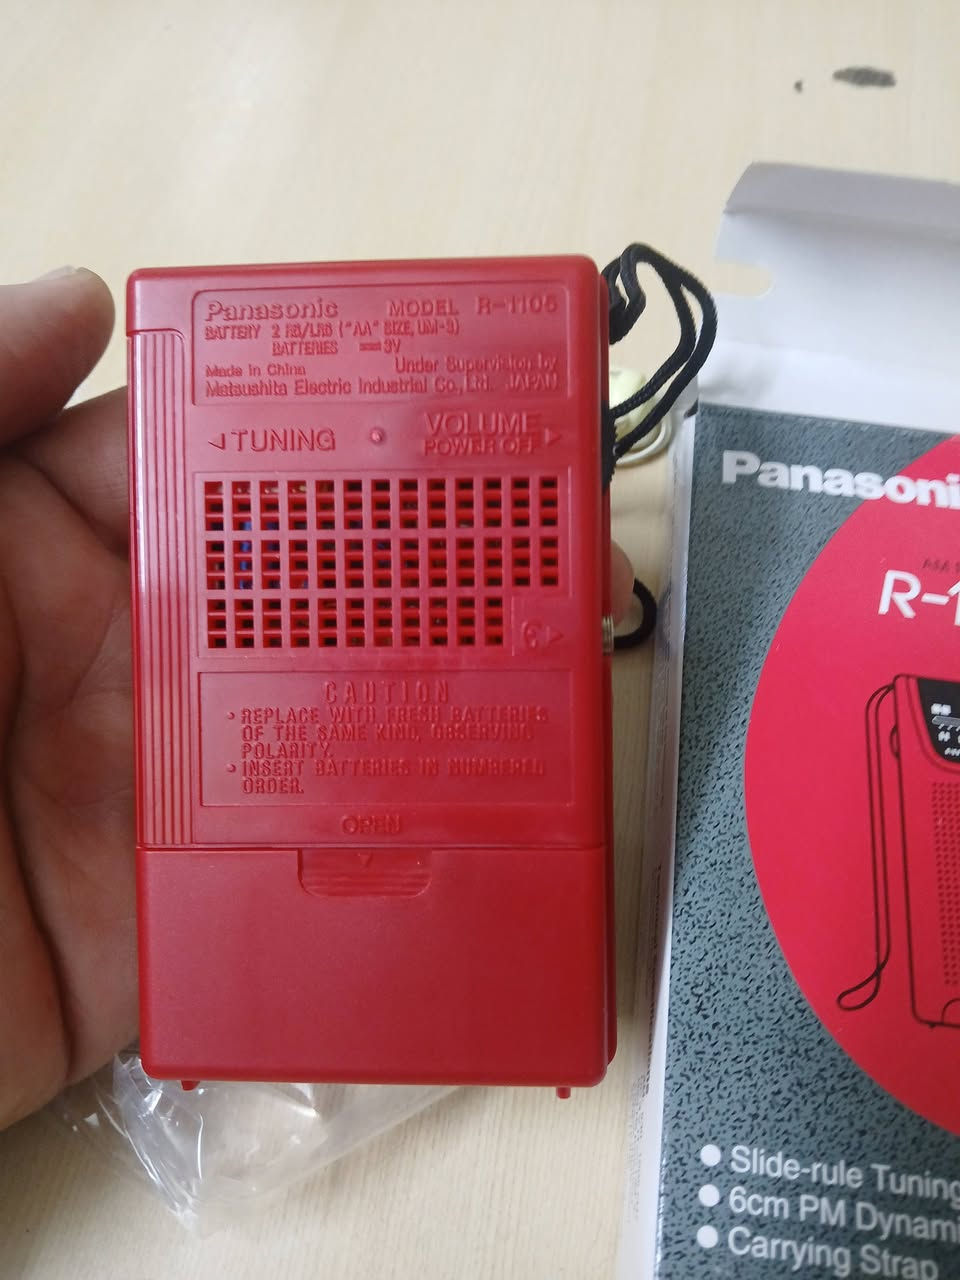 Panasonic MODEL R-1105
BATTERY 2 R6/LR6 ("AA" SIZE, UM-3)
BATTERIES 3V
Made in China Under Supervision by
Matsushita Electric Industrial Co., Ltd. JAPAN
TUNING
VOLUME
POWER OFF
CAUTION
• REPLACE WITH FRESH BATTERIES
OF THE SAME KIND, OBSERVING
POLARITY.
• INSERT BATTERIES IN NUMBERED
ORDER.
OPEN
Panasoni
AM
R-1
• Slide-rule Tuning
• 6cm PM Dynami
• Carrying Strap